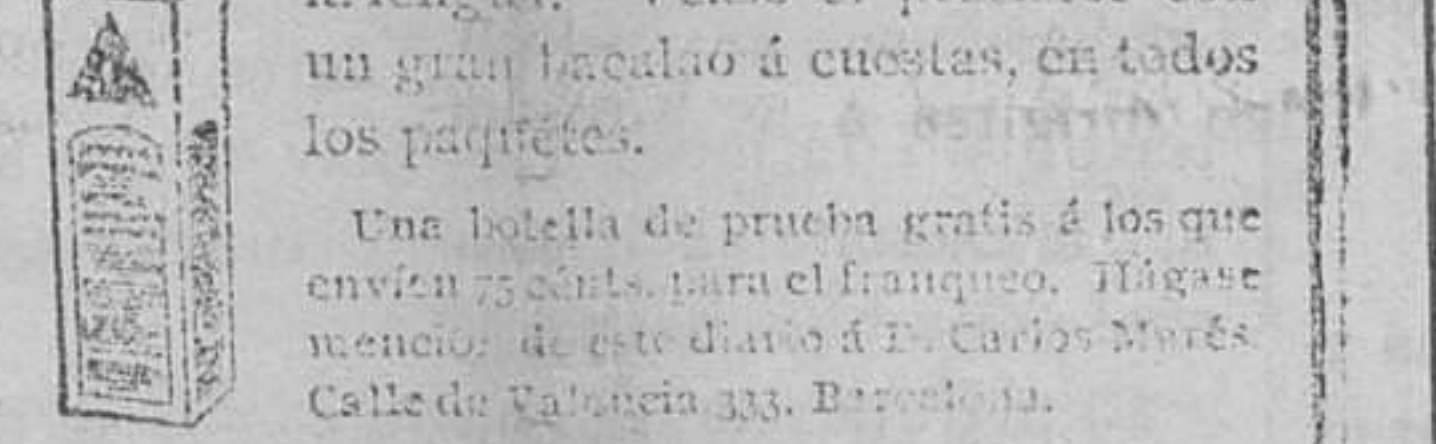 un gran bacalao á cuestas, en todos
los paquetes.
Una botella de prueba gratis á los que
envíen 75 cénts. para el franqueo. Hágase
mención de este diario á D. Carlos Marés.
Calle de Valencia 333. Barcelona.